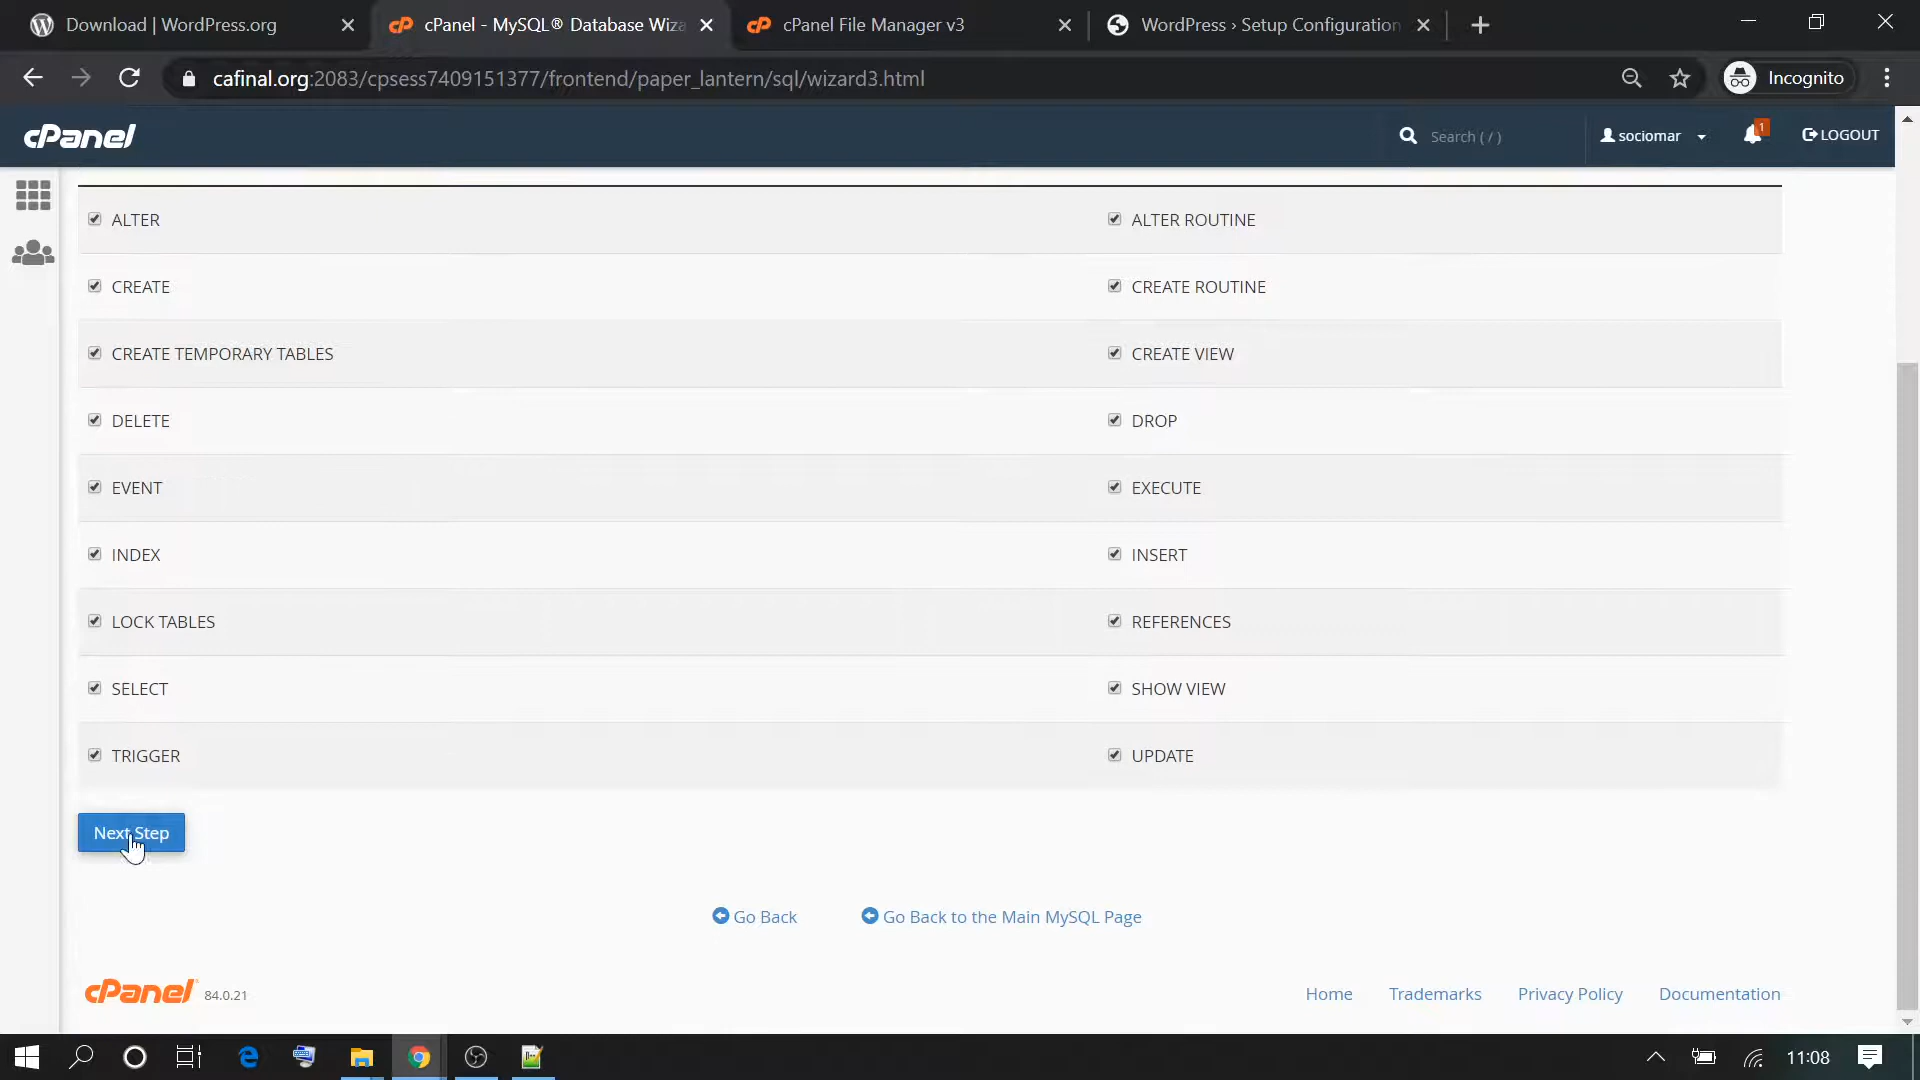 Download | WordPress.org
cPanel - MySQL® Database Wiza
cPanel File Manager v3
WordPress › Setup Configuration
cafinal.org:2083/cpsess7409151377/frontend/paper_lantern/sql/wizard3.html
Incognito
cPanel
Search ( / )
sociomar
1
LOGOUT
ALTER
ALTER ROUTINE
CREATE
CREATE ROUTINE
CREATE TEMPORARY TABLES
CREATE VIEW
DELETE
DROP
EVENT
EXECUTE
INDEX
INSERT
LOCK TABLES
REFERENCES
SELECT
SHOW VIEW
TRIGGER
UPDATE
Next Step
Go Back
Go Back to the Main MySQL Page
cPanel 84.0.21
Home
Trademarks
Privacy Policy
Documentation
11:08